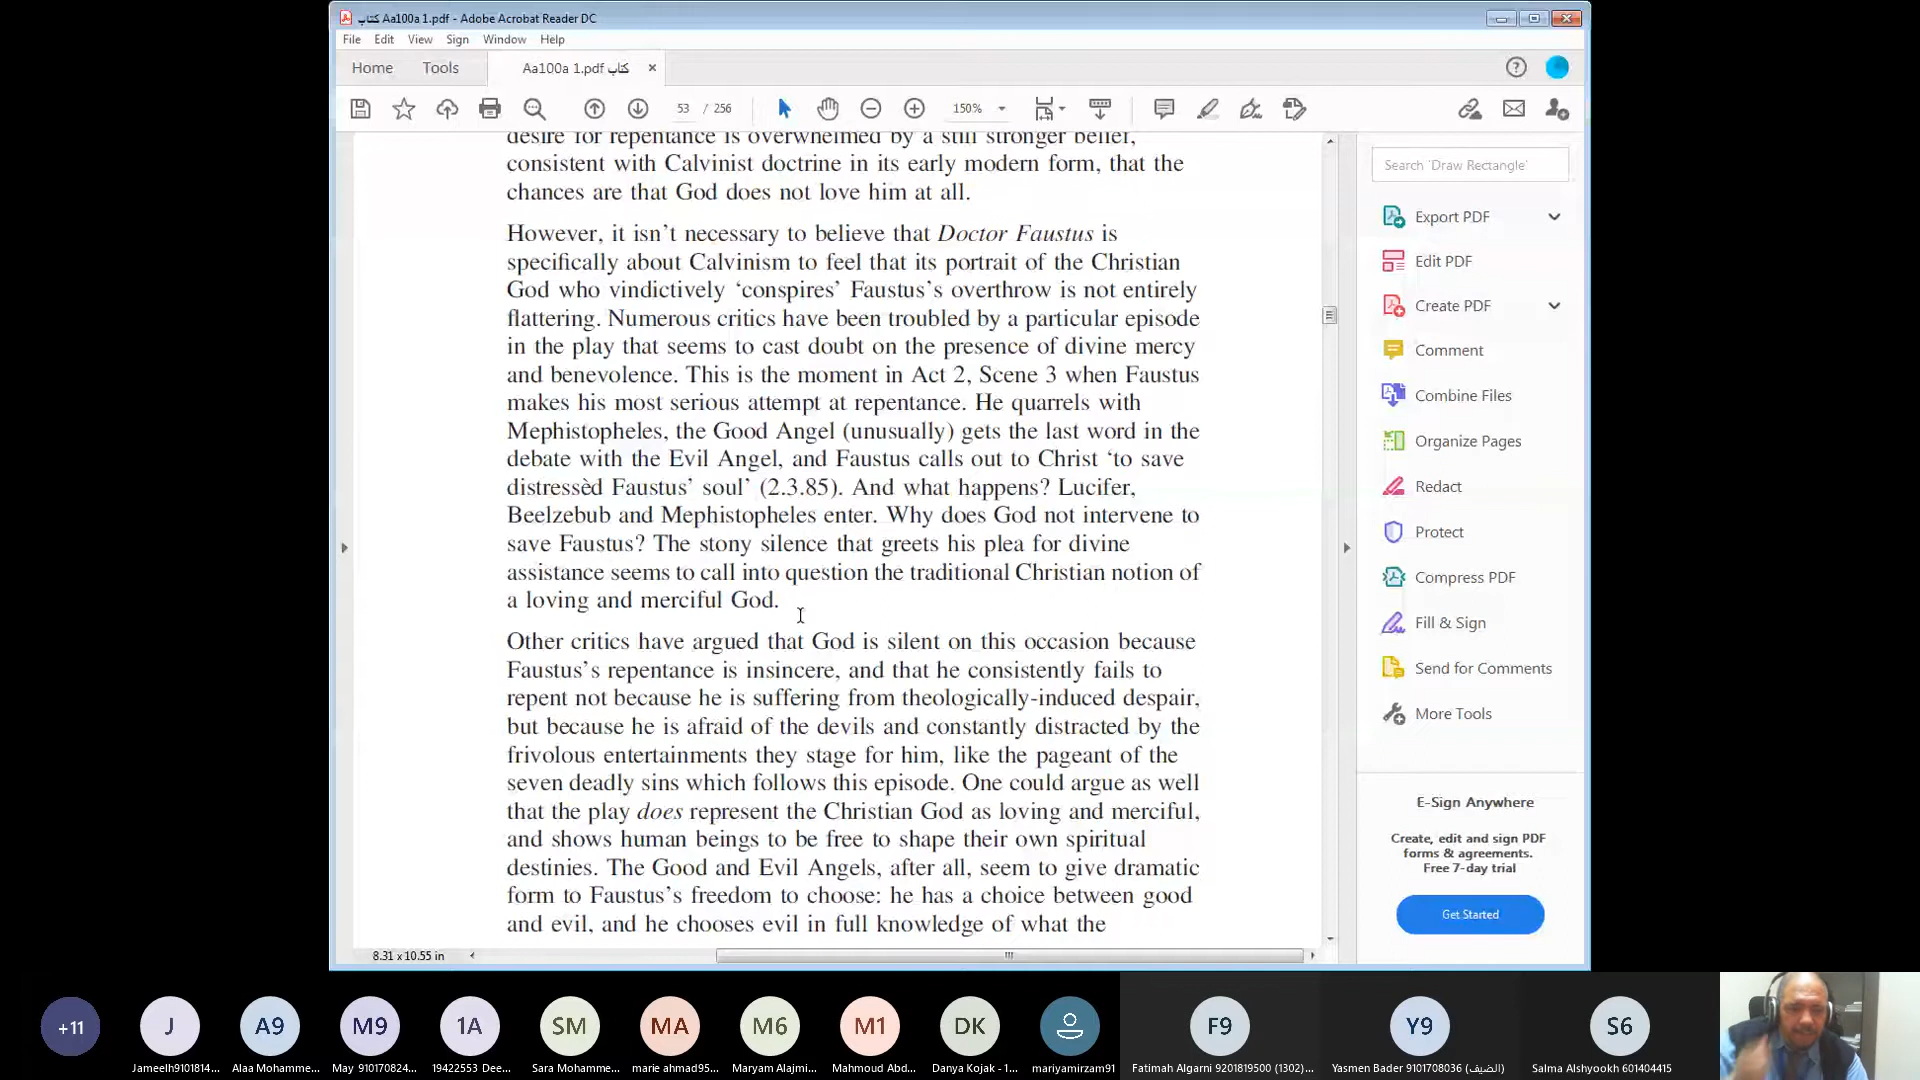 كتاب Aa100a 1.pdf - Adobe Acrobat Reader DC
File Edit View Sign Window Help
Home Tools Aa100a 1.pdf كتاب
53 / 256 150%
desire for repentance is overwhelmed by a still stronger belief,
consistent with Calvinist doctrine in its early modern form, that the
chances are that God does not love him at all.
However, it isn’t necessary to believe that Doctor Faustus is
specifically about Calvinism to feel that its portrait of the Christian
God who vindictively ‘conspires’ Faustus’s overthrow is not entirely
flattering. Numerous critics have been troubled by a particular episode
in the play that seems to cast doubt on the presence of divine mercy
and benevolence. This is the moment in Act 2, Scene 3 when Faustus
makes his most serious attempt at repentance. He quarrels with
Mephistopheles, the Good Angel (unusually) gets the last word in the
debate with the Evil Angel, and Faustus calls out to Christ ‘to save
distressèd Faustus’ soul’ (2.3.85). And what happens? Lucifer,
Beelzebub and Mephistopheles enter. Why does God not intervene to
save Faustus? The stony silence that greets his plea for divine
assistance seems to call into question the traditional Christian notion of
a loving and merciful God.
Other critics have argued that God is silent on this occasion because
Faustus’s repentance is insincere, and that he consistently fails to
repent not because he is suffering from theologically-induced despair,
but because he is afraid of the devils and constantly distracted by the
frivolous entertainments they stage for him, like the pageant of the
seven deadly sins which follows this episode. One could argue as well
that the play does represent the Christian God as loving and merciful,
and shows human beings to be free to shape their own spiritual
destinies. The Good and Evil Angels, after all, seem to give dramatic
form to Faustus’s freedom to choose: he has a choice between good
and evil, and he chooses evil in full knowledge of what the
8.31 x 10.55 in
Search 'Draw Rectangle'
Export PDF
Edit PDF
Create PDF
Comment
Combine Files
Organize Pages
Redact
Protect
Compress PDF
Fill & Sign
Send for Comments
More Tools
E-Sign Anywhere
Create, edit and sign PDF
forms & agreements.
Free 7-day trial
Get Started
+11 J A9 M9 1A SM MA M6 M1 DK F9 Y9 S6
Jameelh9101814... Alaa Mohamme... May 910170824... 19422553 Dee... Sara Mohamme... marie ahmad95... Maryam Alajmi... Mahmoud Abd... Danya Kojak - 1... mariyamirzam91 Fatimah Algarni 9201819500 (1302)... Yasmen Bader 9101708036 (الضيف) Salma Alshyookh 601404415